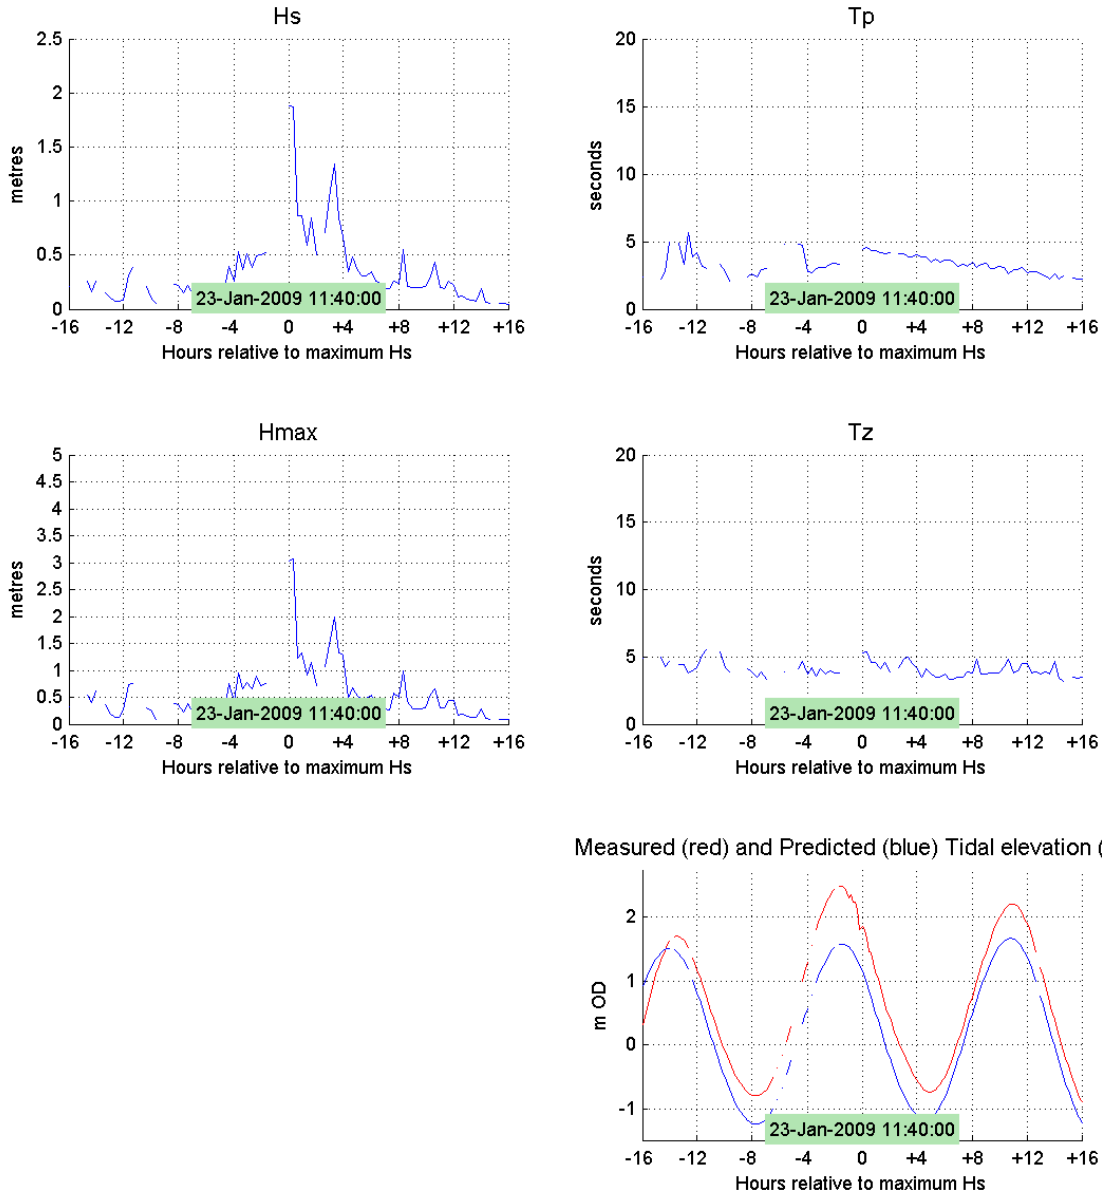 Hs
2.5
2
1.5
1
0.5
0
metres
-16 -12 -8 -4 0 +4 +8 +12 +16
23-Jan-2009 11:40:00
Hours relative to maximum Hs
Tp
20
15
10
5
0
seconds
-16 -12 -8 -4 0 +4 +8 +12 +16
23-Jan-2009 11:40:00
Hours relative to maximum Hs
Hmax
5
4.5
4
3.5
3
2.5
2
1.5
1
0.5
0
metres
-16 -12 -8 -4 0 +4 +8 +12 +16
23-Jan-2009 11:40:00
Hours relative to maximum Hs
Tz
20
15
10
5
0
seconds
-16 -12 -8 -4 0 +4 +8 +12 +16
23-Jan-2009 11:40:00
Hours relative to maximum Hs
Measured (red) and Predicted (blue) Tidal elevation (
2
1
0
-1
m OD
-16 -12 -8 -4 0 +4 +8 +12 +16
23-Jan-2009 11:40:00
Hours relative to maximum Hs